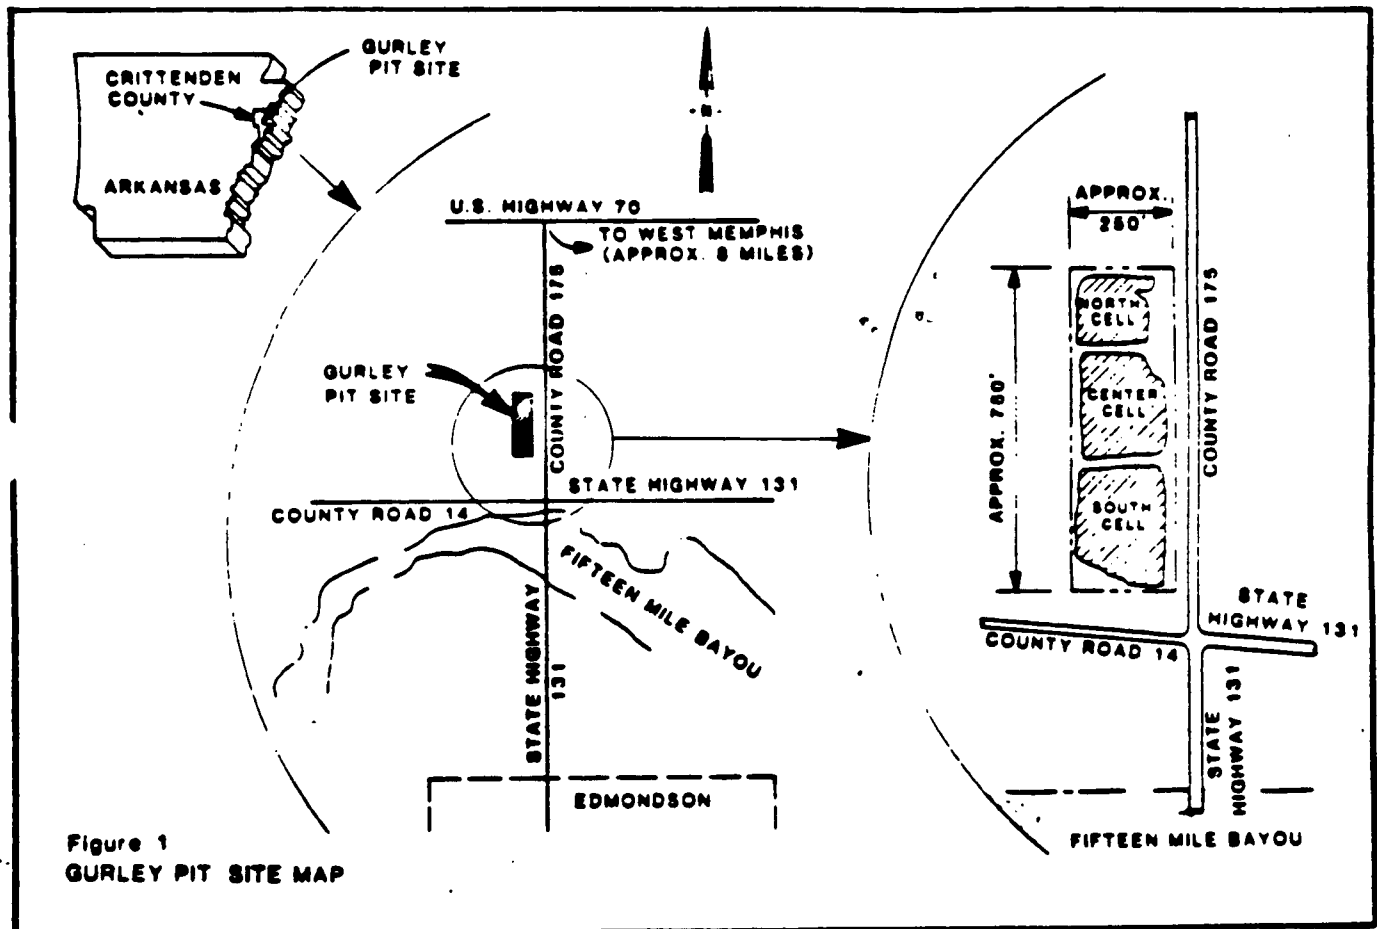 GURLEY
PIT SITE
CRITTENDEN
COUNTY
ARKANSAS
N
U.S. HIGHWAY 70
TO WEST MEMPHIS
(APPROX. 8 MILES)
COUNTY ROAD 175
GURLEY
PIT SITE
STATE HIGHWAY 131
COUNTY ROAD 14
FIFTEEN MILE BAYOU
STATE HIGHWAY
131
EDMONDSON
APPROX.
250'
APPROX. 780'
NORTH
CELL
CENTER
CELL
SOUTH
CELL
COUNTY ROAD 175
STATE
HIGHWAY 131
COUNTY ROAD 14
STATE
HIGHWAY 131
FIFTEEN MILE BAYOU
Figure 1
GURLEY PIT SITE MAP